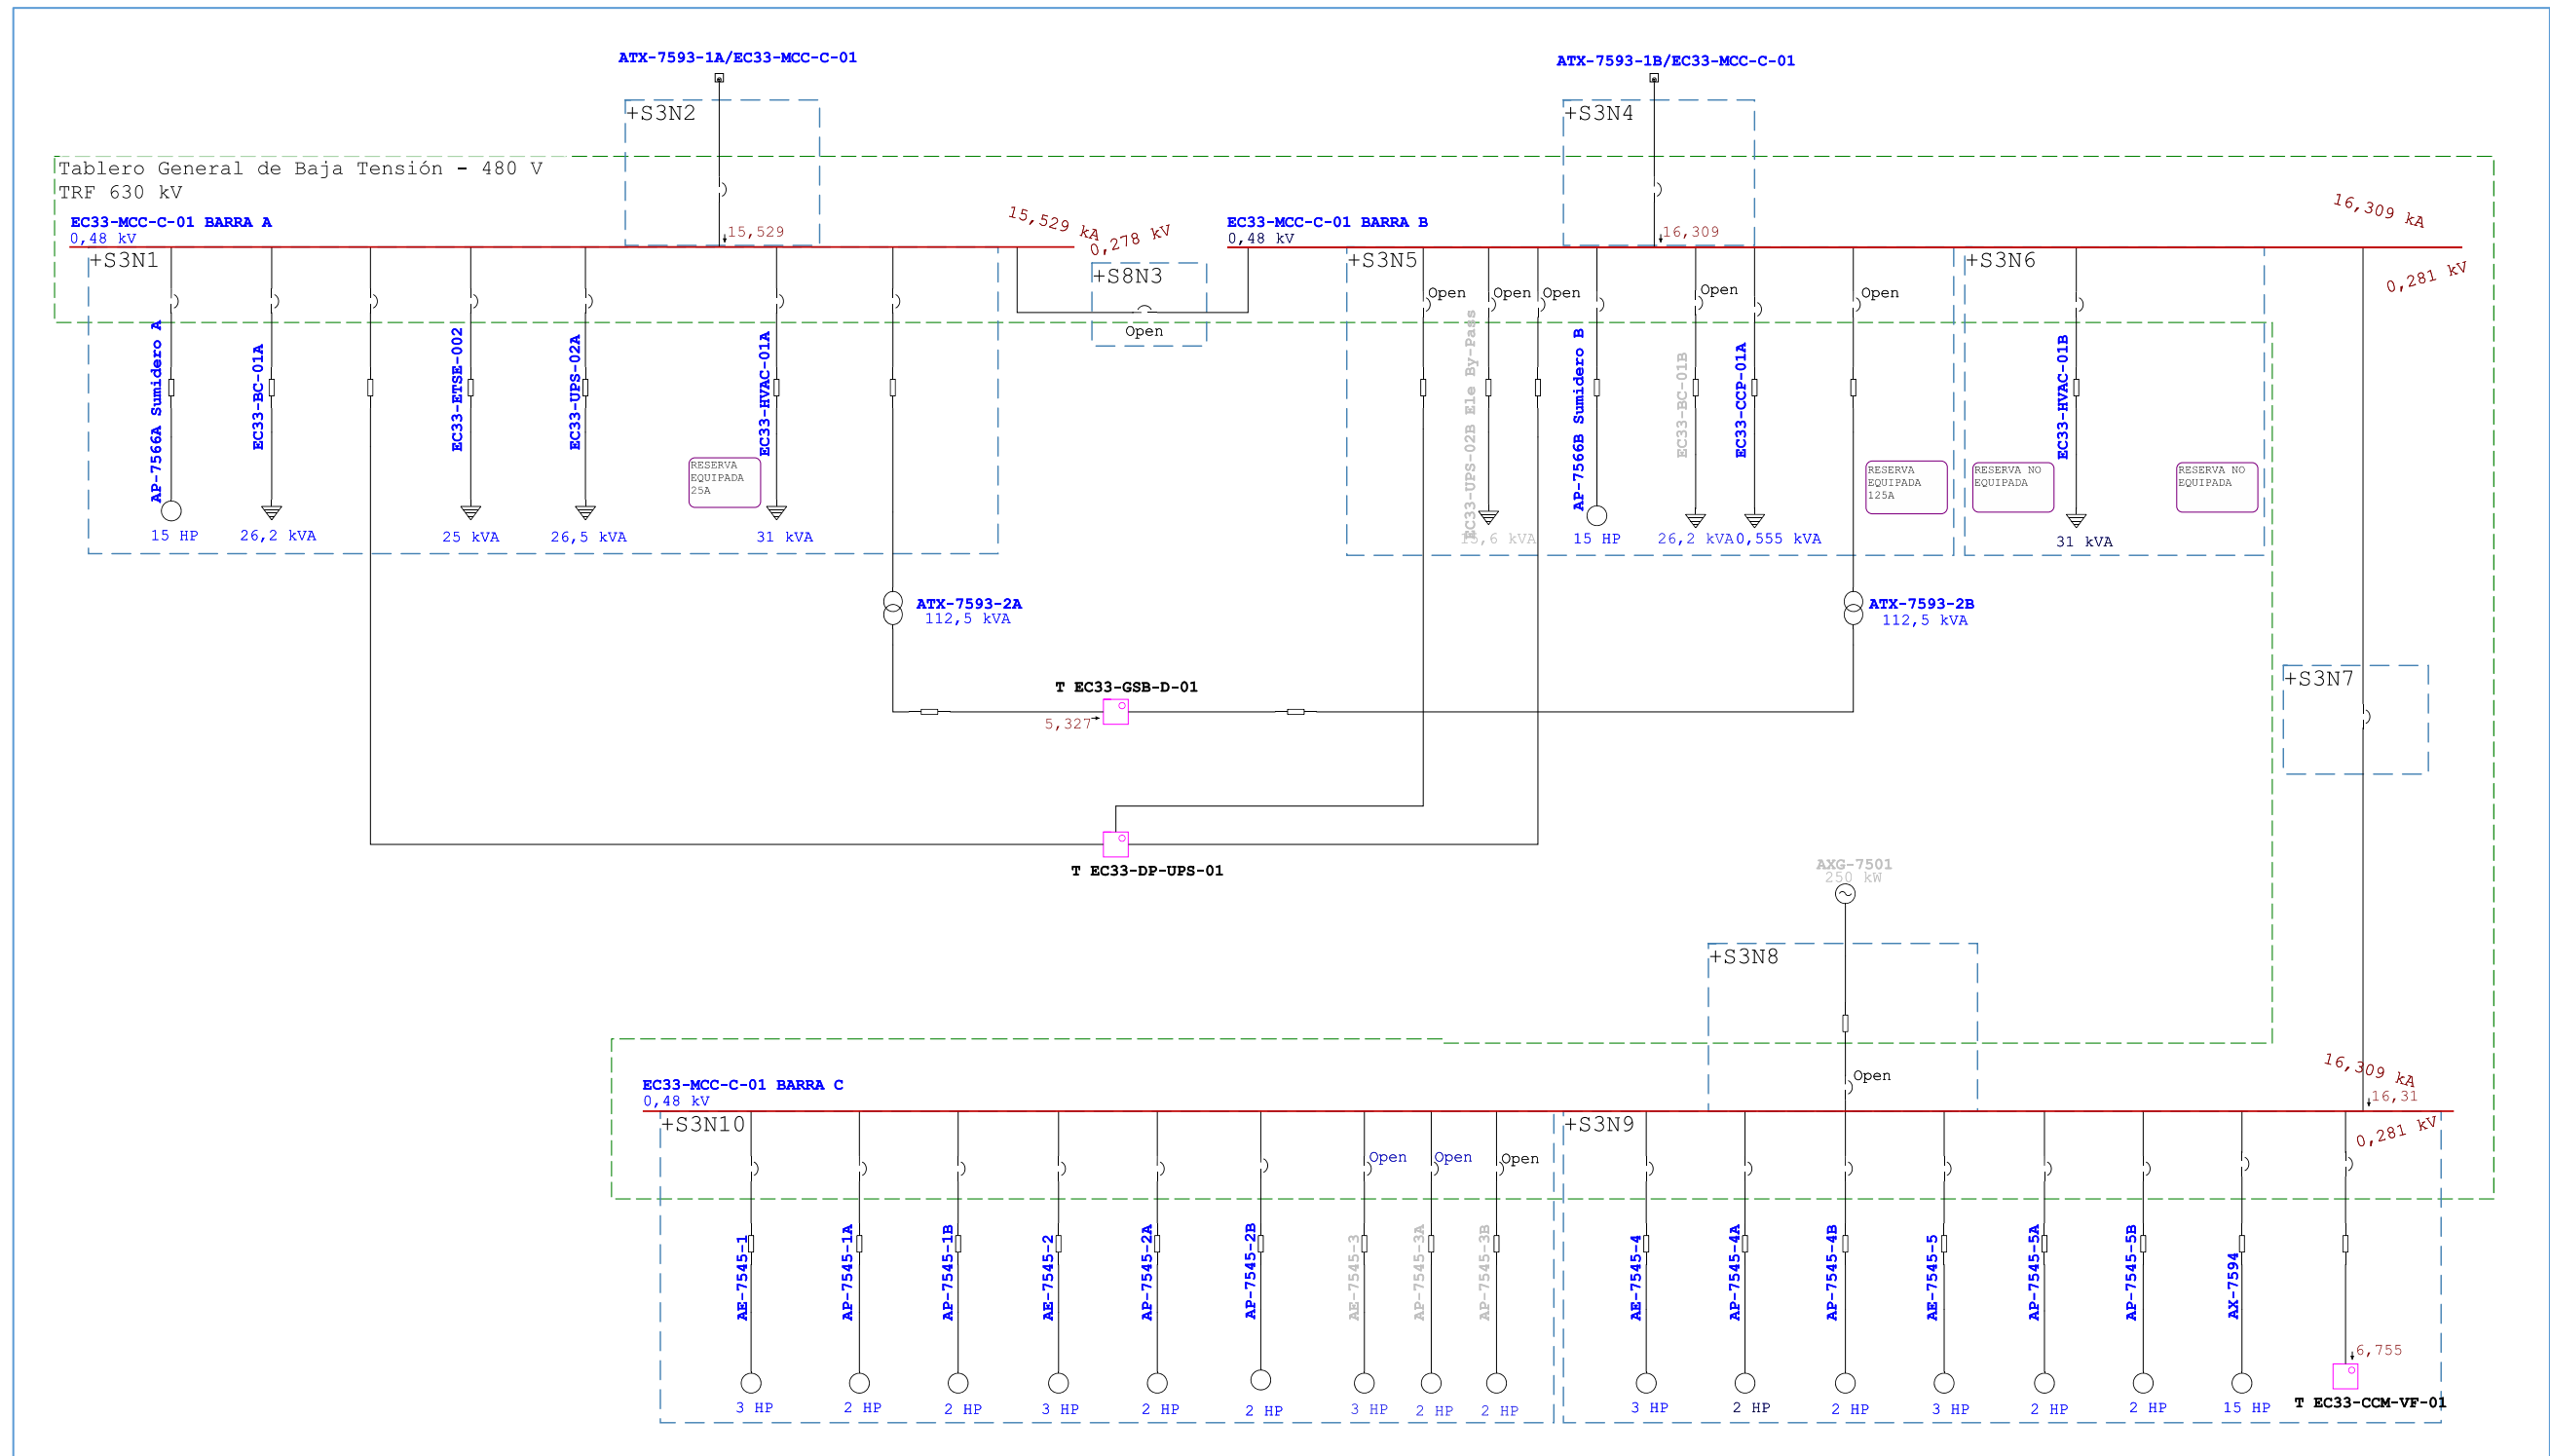 ATX-7593-1A/EC33-MCC-C-01
ATX-7593-1B/EC33-MCC-C-01
+S3N2
+S3N4
Tablero General de Baja Tensión - 480 V
TRF 630 kV
EC33-MCC-C-01 BARRA A
0,48 kV
15,529
15,529 kA
0,278 kV
EC33-MCC-C-01 BARRA B
0,48 kV
16,309
16,309 kA
0,281 kV
+S3N1
+S8N3
Open
+S3N5
Open
Open
Open
Open
Open
+S3N6
AP-7566A Sumidero A
EC33-BC-01A
EC33-ETSE-002
EC33-UPS-02A
EC33-HVAC-01A
EC33-UPS-02B Ele By-Pass
AP-7566B Sumidero B
EC33-BC-01B
EC33-CCP-01A
EC33-HVAC-01B
RESERVA
EQUIPADA
25A
RESERVA
EQUIPADA
125A
RESERVA NO
EQUIPADA
RESERVA NO
EQUIPADA
15 HP
26,2 kVA
25 kVA
26,5 kVA
31 kVA
15,6 kVA
15 HP
26,2 kVA
0,555 kVA
31 kVA
ATX-7593-2A
112,5 kVA
ATX-7593-2B
112,5 kVA
T EC33-GSB-D-01
5,327
+S3N7
T EC33-DP-UPS-01
AXG-7501
250 kW
+S3N8
Open
EC33-MCC-C-01 BARRA C
0,48 kV
16,309 kA
16,31
0,281 kV
+S3N10
+S3N9
Open
Open
Open
AE-7545-1
AP-7545-1A
AP-7545-1B
AE-7545-2
AP-7545-2A
AP-7545-2B
AE-7545-3
AP-7545-3A
AP-7545-3B
AE-7545-4
AP-7545-4A
AP-7545-4B
AE-7545-5
AP-7545-5A
AP-7545-5B
AX-7594
6,755
3 HP
2 HP
2 HP
3 HP
2 HP
2 HP
3 HP
2 HP
2 HP
3 HP
2 HP
2 HP
3 HP
2 HP
2 HP
15 HP
T EC33-CCM-VF-01